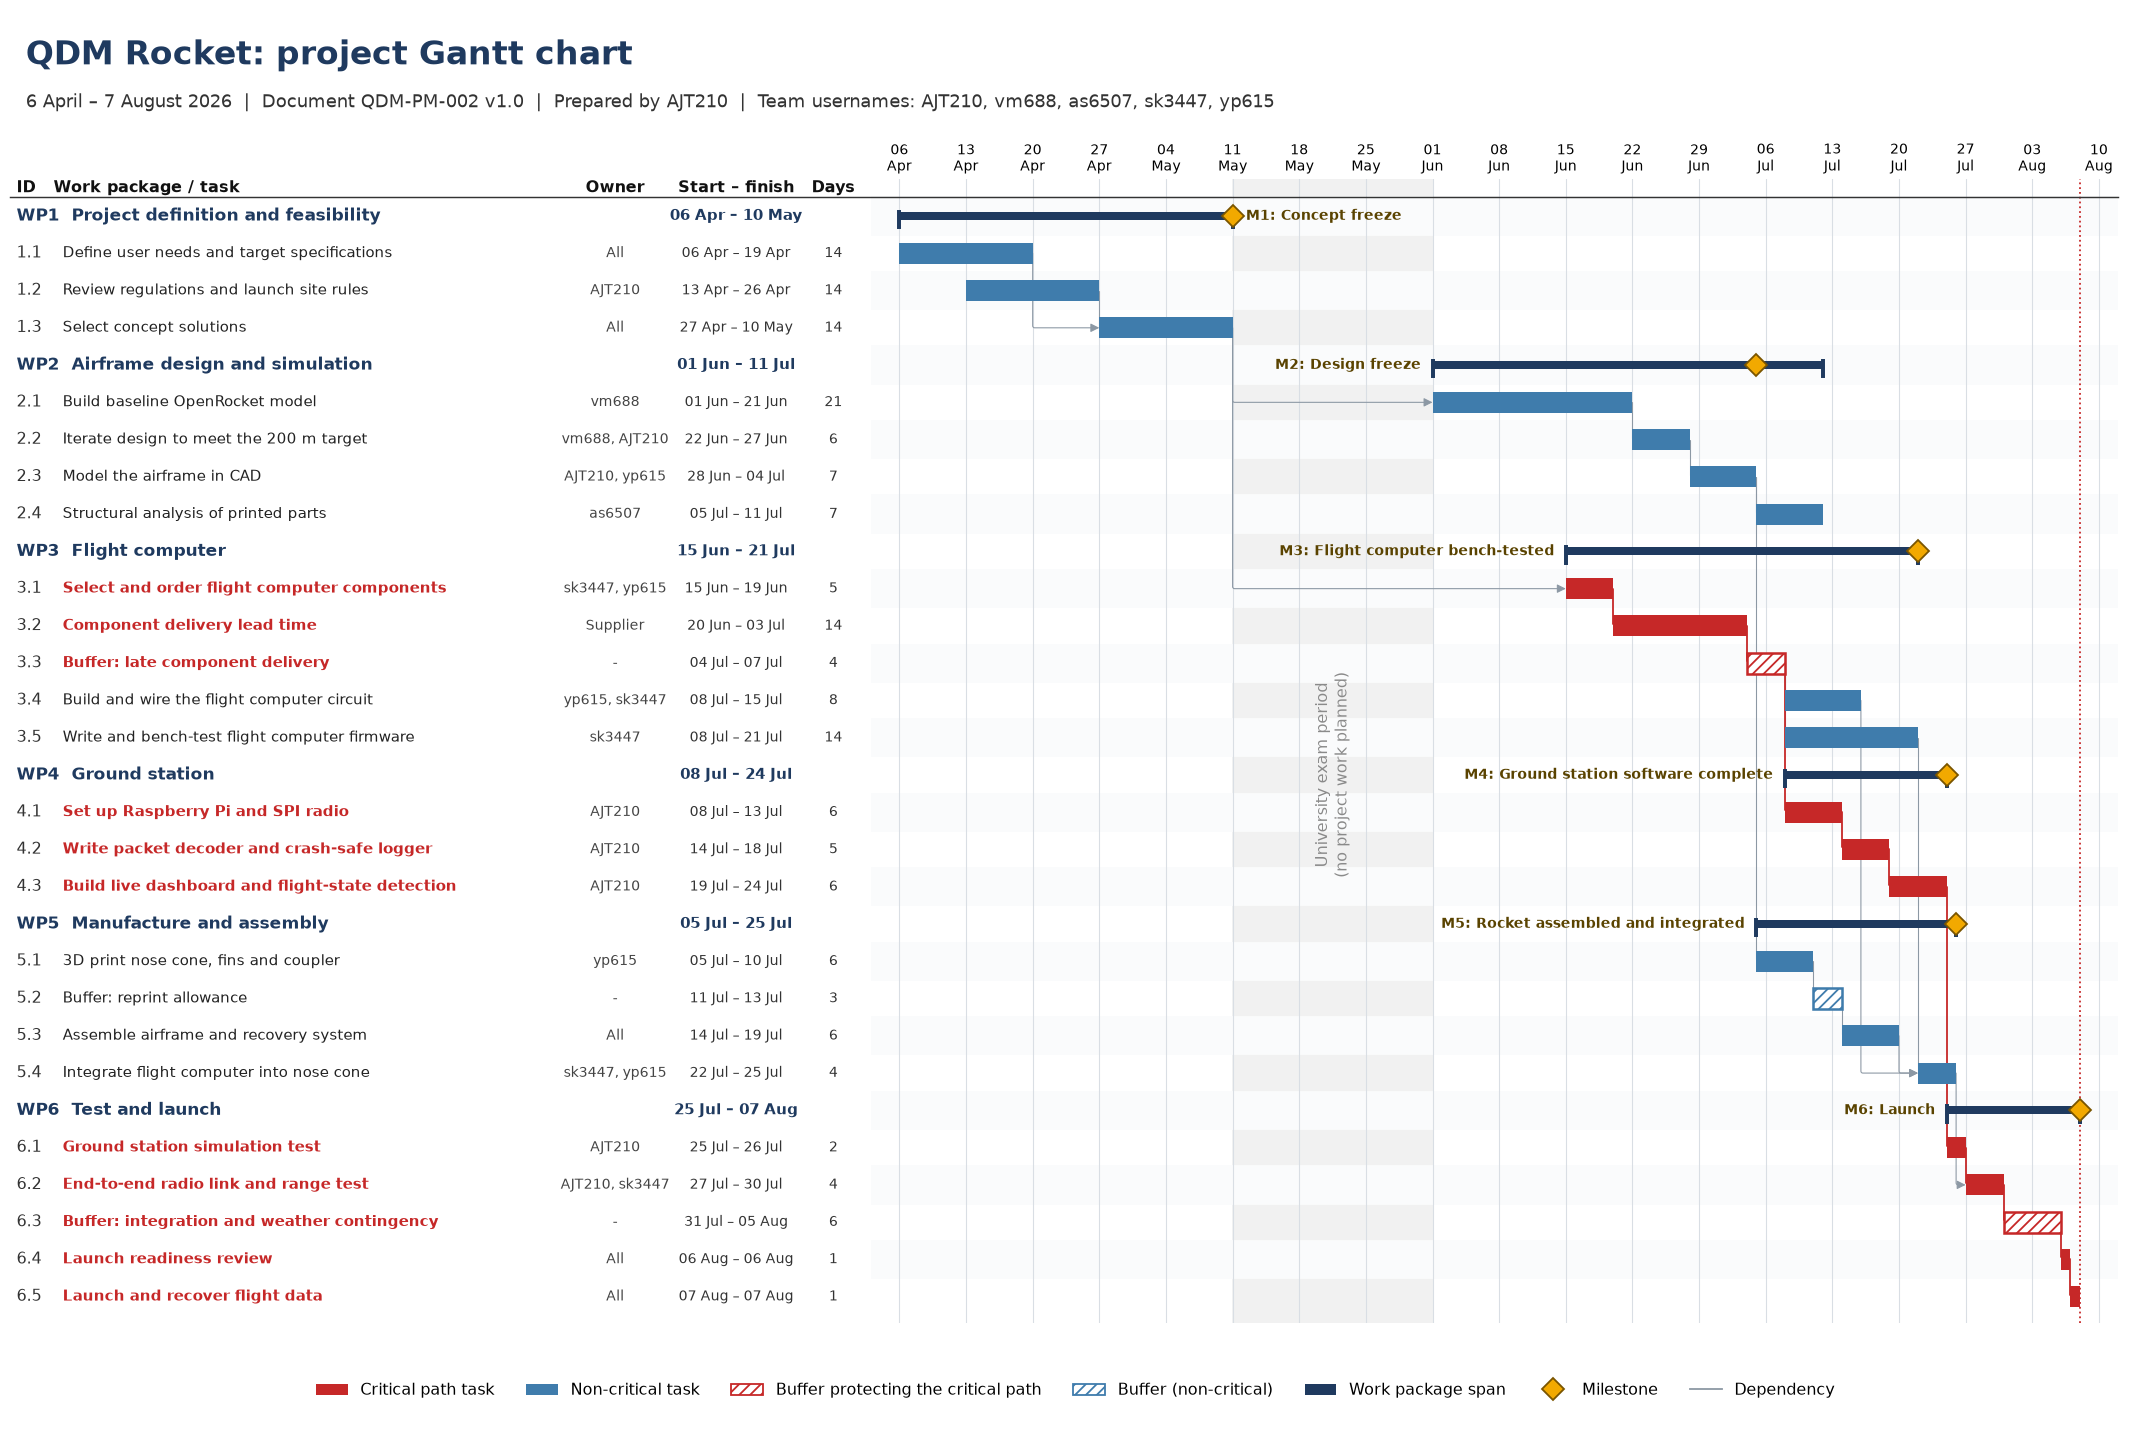 QDM Rocket: project Gantt chart
6 April – 7 August 2026 | Document QDM-PM-002 v1.0 | Prepared by AJT210 | Team usernames: AJT210, vm688, as6507, sk3447, yp615
06 Apr 13 Apr 20 Apr 27 Apr 04 May 11 May 18 May 25 May 01 Jun 08 Jun 15 Jun 22 Jun 29 Jun 06 Jul 13 Jul 20 Jul 27 Jul 03 Aug 10 Aug
ID Work package / task Owner Start – finish Days
WP1 Project definition and feasibility 06 Apr – 10 May M1: Concept freeze
1.1 Define user needs and target specifications All 06 Apr – 19 Apr 14
1.2 Review regulations and launch site rules AJT210 13 Apr – 26 Apr 14
1.3 Select concept solutions All 27 Apr – 10 May 14
WP2 Airframe design and simulation 01 Jun – 11 Jul M2: Design freeze
2.1 Build baseline OpenRocket model vm688 01 Jun – 21 Jun 21
2.2 Iterate design to meet the 200 m target vm688, AJT210 22 Jun – 27 Jun 6
2.3 Model the airframe in CAD AJT210, yp615 28 Jun – 04 Jul 7
2.4 Structural analysis of printed parts as6507 05 Jul – 11 Jul 7
WP3 Flight computer 15 Jun – 21 Jul M3: Flight computer bench-tested
3.1 Select and order flight computer components sk3447, yp615 15 Jun – 19 Jun 5
3.2 Component delivery lead time Supplier 20 Jun – 03 Jul 14
3.3 Buffer: late component delivery - 04 Jul – 07 Jul 4
3.4 Build and wire the flight computer circuit yp615, sk3447 08 Jul – 15 Jul 8
3.5 Write and bench-test flight computer firmware sk3447 08 Jul – 21 Jul 14
University exam period
(no project work planned)
WP4 Ground station 08 Jul – 24 Jul M4: Ground station software complete
4.1 Set up Raspberry Pi and SPI radio AJT210 08 Jul – 13 Jul 6
4.2 Write packet decoder and crash-safe logger AJT210 14 Jul – 18 Jul 5
4.3 Build live dashboard and flight-state detection AJT210 19 Jul – 24 Jul 6
WP5 Manufacture and assembly 05 Jul – 25 Jul M5: Rocket assembled and integrated
5.1 3D print nose cone, fins and coupler yp615 05 Jul – 10 Jul 6
5.2 Buffer: reprint allowance - 11 Jul – 13 Jul 3
5.3 Assemble airframe and recovery system All 14 Jul – 19 Jul 6
5.4 Integrate flight computer into nose cone sk3447, yp615 22 Jul – 25 Jul 4
WP6 Test and launch 25 Jul – 07 Aug M6: Launch
6.1 Ground station simulation test AJT210 25 Jul – 26 Jul 2
6.2 End-to-end radio link and range test AJT210, sk3447 27 Jul – 30 Jul 4
6.3 Buffer: integration and weather contingency - 31 Jul – 05 Aug 6
6.4 Launch readiness review All 06 Aug – 06 Aug 1
6.5 Launch and recover flight data All 07 Aug – 07 Aug 1
Critical path task Non-critical task Buffer protecting the critical path Buffer (non-critical) Work package span Milestone Dependency